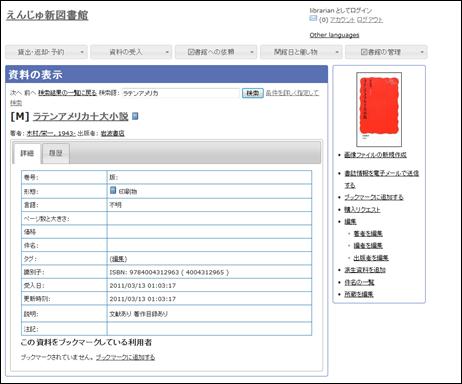 えんじゅ新図書館
librarian としてログイン
(0) アカウント ログアウト
Other languages
貸出・返却・予約
資料の受入
図書館への依頼
開館日と催し物
図書館の管理
資料の表示
次へ 前へ 検索結果の一覧に戻る 検索語: ラテンアメリカ 検索 条件を詳しく指定して
検索
[M] ラテンアメリカ十大小説
著者: 木村/栄一, 1943- 出版者: 岩波書店
詳細 履歴
巻号: 版:
形態: 印刷物
言語: 不明
ページ数と大きさ:
価格
件名:
タグ: (編集)
識別子: ISBN: 9784004312963 ( 4004312965 )
受入日: 2011/03/13 01:03:17
更新時刻: 2011/03/13 01:03:17
説明: 文献あり 著作目録あり
注記:
この資料をブックマークしている利用者
ブックマークされていません。 ブックマークに追加する
画像ファイルの新規作成
書誌情報を電子メールで送信
する
ブックマークに追加する
購入リクエスト
編集
著者を編集
編者を編集
出版者を編集
派生資料を追加
件名の一覧
所蔵を編集